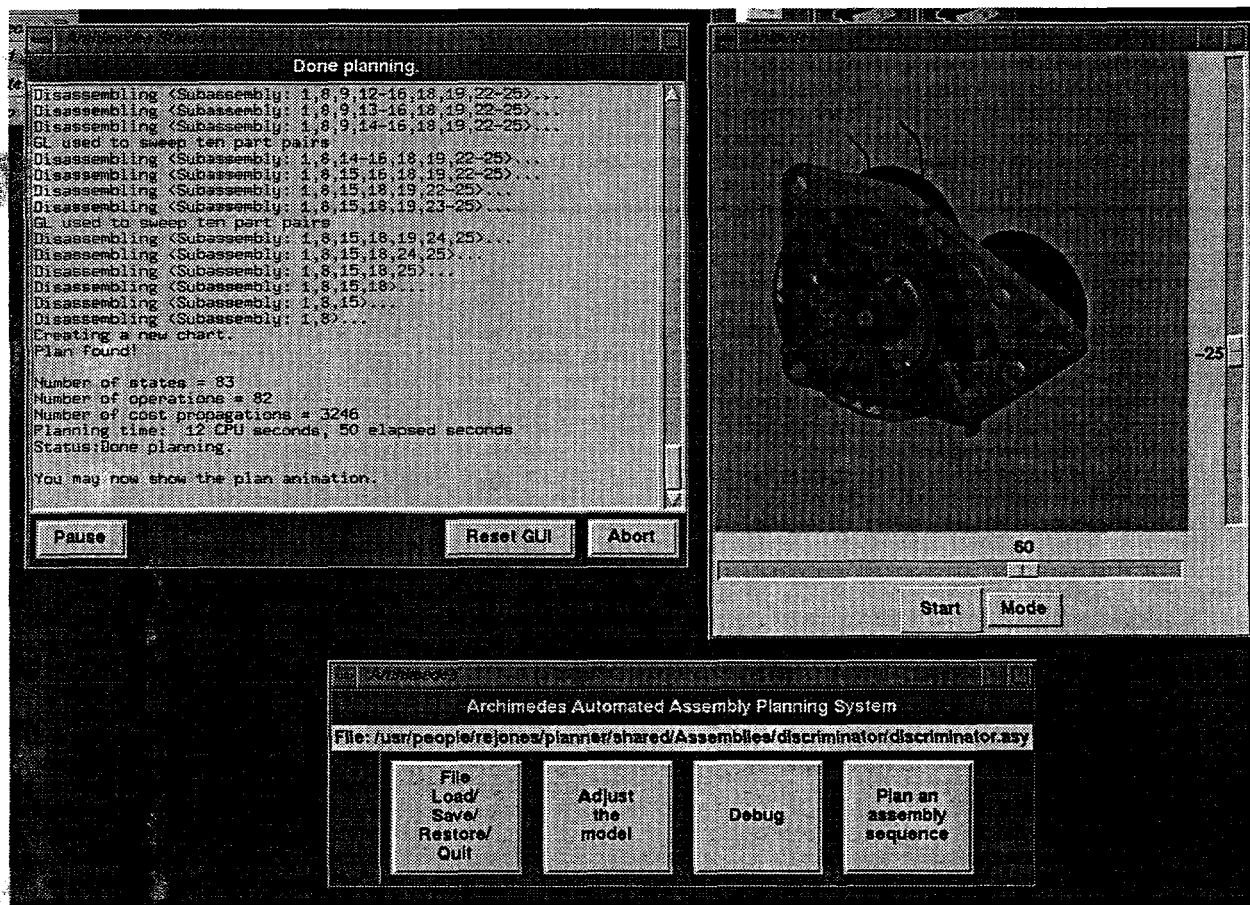 Done planning.
Disassembling <Subassembly: 1,8,9,12-16,18,19,22-25>...
Disassembling <Subassembly: 1,8,9,13-16,18,19,22-25>...
Disassembling <Subassembly: 1,8,9,14-16,18,19,22-25>...
GL used to sweep ten part pairs
Disassembling <Subassembly: 1,8,14-16,18,19,22-25>...
Disassembling <Subassembly: 1,8,15,16,18,19,22-25>...
Disassembling <Subassembly: 1,8,15,18,19,22-25>...
Disassembling <Subassembly: 1,8,15,18,19,23-25>...
GL used to sweep ten part pairs
Disassembling <Subassembly: 1,8,15,18,19,24,25>...
Disassembling <Subassembly: 1,8,15,18,24,25>...
Disassembling <Subassembly: 1,8,15,18,25>...
Disassembling <Subassembly: 1,8,15,18>...
Disassembling <Subassembly: 1,8,15>...
Disassembling <Subassembly: 1,8>...
Creating a new chart.
Plan found!
Number of states = 83
Number of operations = 82
Number of cost propagations = 3246
Planning time: 12 CPU seconds, 50 elapsed seconds
Status:Done planning.
You may now show the plan animation.
Pause
Reset GUI
Abort
-25
60
Start
Mode
Archimedes
Archimedes Automated Assembly Planning System
File: /usr/people/rejones/planner/shared/Assemblies/discriminator/discriminator.asy
File
Load/
Save/
Restore/
Quit
Adjust
the
model
Debug
Plan an
assembly
sequence